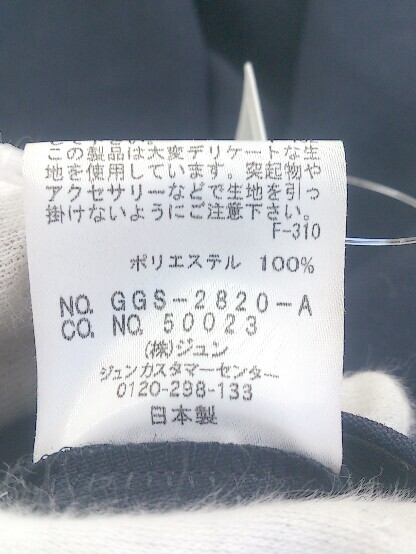 この製品は大変デリケートな生
地を使用しています。突起物や
アクセサリーなどで生地を引っ
掛けないようにご注意下さい。
F-310
ポリエステル 100%
NO. GGS-2820-A
CO. NO. 50023
(株)ジュン
ジュンカスタマーセンター
0120-298-133
日本製